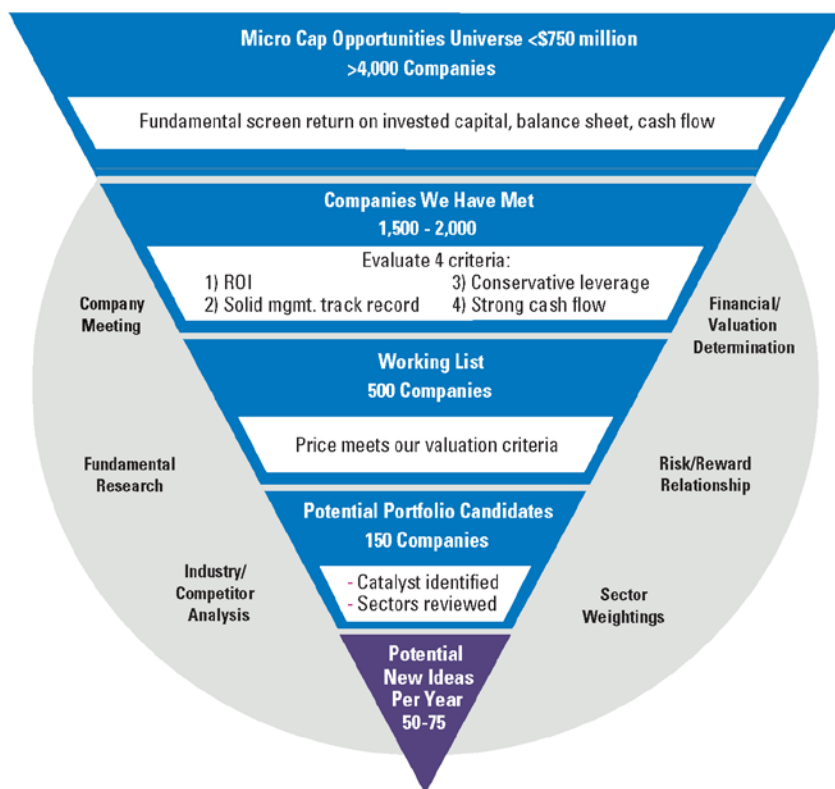 Micro Cap Opportunities Universe <$750 million
>4,000 Companies
Fundamental screen return on invested capital, balance sheet, cash flow
Companies We Have Met
1,500 - 2,000
Evaluate 4 criteria:
1) ROI
3) Conservative leverage
2) Solid mgmt. track record
4) Strong cash flow
Company
Meeting
Financial/
Valuation
Determination
Working List
500 Companies
Price meets our valuation criteria
Fundamental
Research
Risk/Reward
Relationship
Potential Portfolio Candidates
150 Companies
- Catalyst identified
- Sectors reviewed
Industry/
Competitor
Analysis
Sector
Weightings
Potential
New Ideas
Per Year
50-75